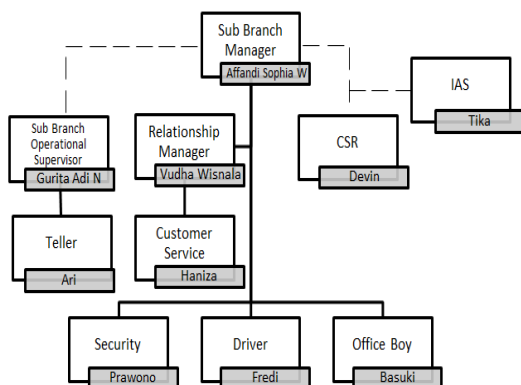 Sub Branch
Manager
Affandi Sophia W
IAS
Tika
Sub Branch
Operational
Supervisor
Gurita Adi N
Relationship
Manager
Vudha Wisnala
CSR
Devin
Teller
Ari
Customer
Service
Haniza
Security
Prawono
Driver
Fredi
Office Boy
Basuki